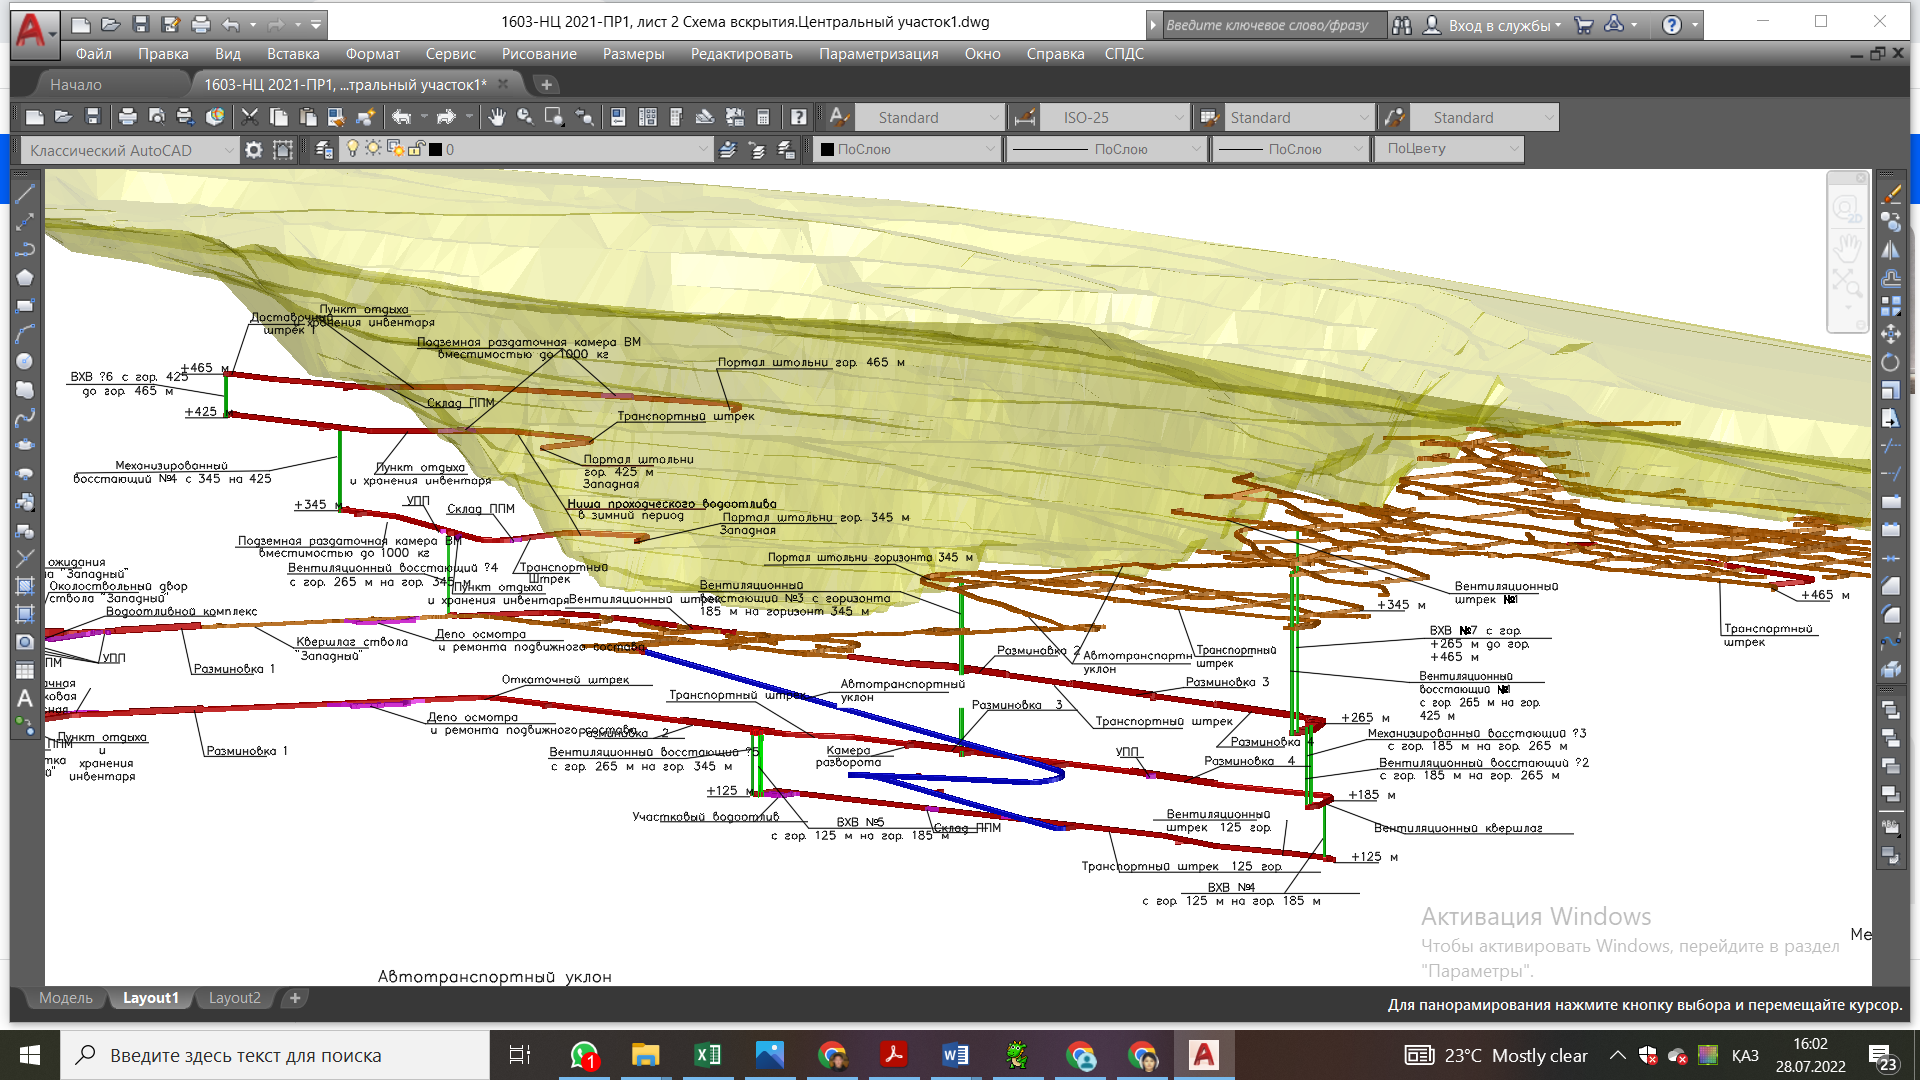 1603-НЦ 2021-ПР1, лист 2 Схема вскрытия.Центральный участок1.dwg
Введите ключевое слово/фразу
Вход в службы
Файл Правка Вид Вставка Формат Сервис Рисование Размеры Редактировать Параметризация Окно Справка СПДС
Начало
1603-НЦ 2021-ПР1, ...тральный участок1*
Standard
ISO-25
Standard
Standard
Классический AutoCAD
0
ПоСлою
ПоСлою
ПоСлою
ПоЦвету
Пункт отдыха
и хранения инвентаря
Доставочный
штрек 1
Подземная раздаточная камера ВМ
вместимостью до 1000 кг
Портал штольни гор. 465 м
+465 м
ВХВ ?6 с гор. 425
до гор. 465 м
+425 м
Склад ППМ
Транспортный штрек
Механизированный
восстающий №4 с 345 на 425
Пункт отдыха
и хранения инвентаря
Портал штольни
гор. 425 м
Западная
+345 м
УПП
Склад ППМ
Ниша проходческого водоотлива
в зимний период
Портал штольни гор. 345 м
Западная
Подземная раздаточная камера ВМ
вместимостью до 1000 кг
Портал штольни горизонта 345 м
ожидания
на "Западный"
Околоствольный двор
ствола "Западный"
Вентиляционный восстающий ?4
с гор. 265 м на гор. 345 м
Транспортный
Штрек
Пункт отдыха
и хранения инвентаря
Вентиляционный штрек
Вентиляционный
восстающий №3 с горизонта
185 м на горизонт 345 м
Вентиляционный
штрек №1
+345 м
+465 м
Водоотливной комплекс
Квершлаг ствола
"Западный"
Депо осмотра
и ремонта подвижного состава
ВХВ №7 с гор.
+265 м до гор.
+465 м
Транспортный
штрек
УПП
Разминовка 1
Разминовка 2
Автотранспортн
уклон
Транспортный
штрек
Откаточный штрек
Автотранспортный
уклон
Транспортный штрек
Разминовка 3
Вентиляционный
восстающий №1
с гор. 265 м на гор.
425 м
Разминовка 3
Транспортный штрек
+265 м
Депо осмотра
и ремонта подвижного состава
Разминовка 2
Пункт отдыха
и
хранения
инвентаря
Разминовка 1
Вентиляционный восстающий ?5
с гор. 265 м на гор. 345 м
Камера
разворота
УПП
Разминовка 4
Разминовка 4
Механизированный восстающий ?3
с гор. 185 м на гор. 265 м
Вентиляционный восстающий ?2
с гор. 185 м на гор. 265 м
+125 м
+185 м
Участковый водоотлив
ВХВ №5
с гор. 125 м на гор. 185 м
Склад ППМ
Вентиляционный
штрек 125 гор.
Вентиляционный квершлаг
Транспортный штрек 125 гор.
+125 м
ВХВ №4
с гор. 125 м на гор. 185 м
Активация Windows
Чтобы активировать Windows, перейдите в раздел
"Параметры".
Ме
Автотранспортный уклон
Модель Layout1 Layout2
Для панорамирования нажмите кнопку выбора и перемещайте курсор.
Введите здесь текст для поиска
1
23°C Mostly clear
ҚАЗ
16:02
28.07.2022
23